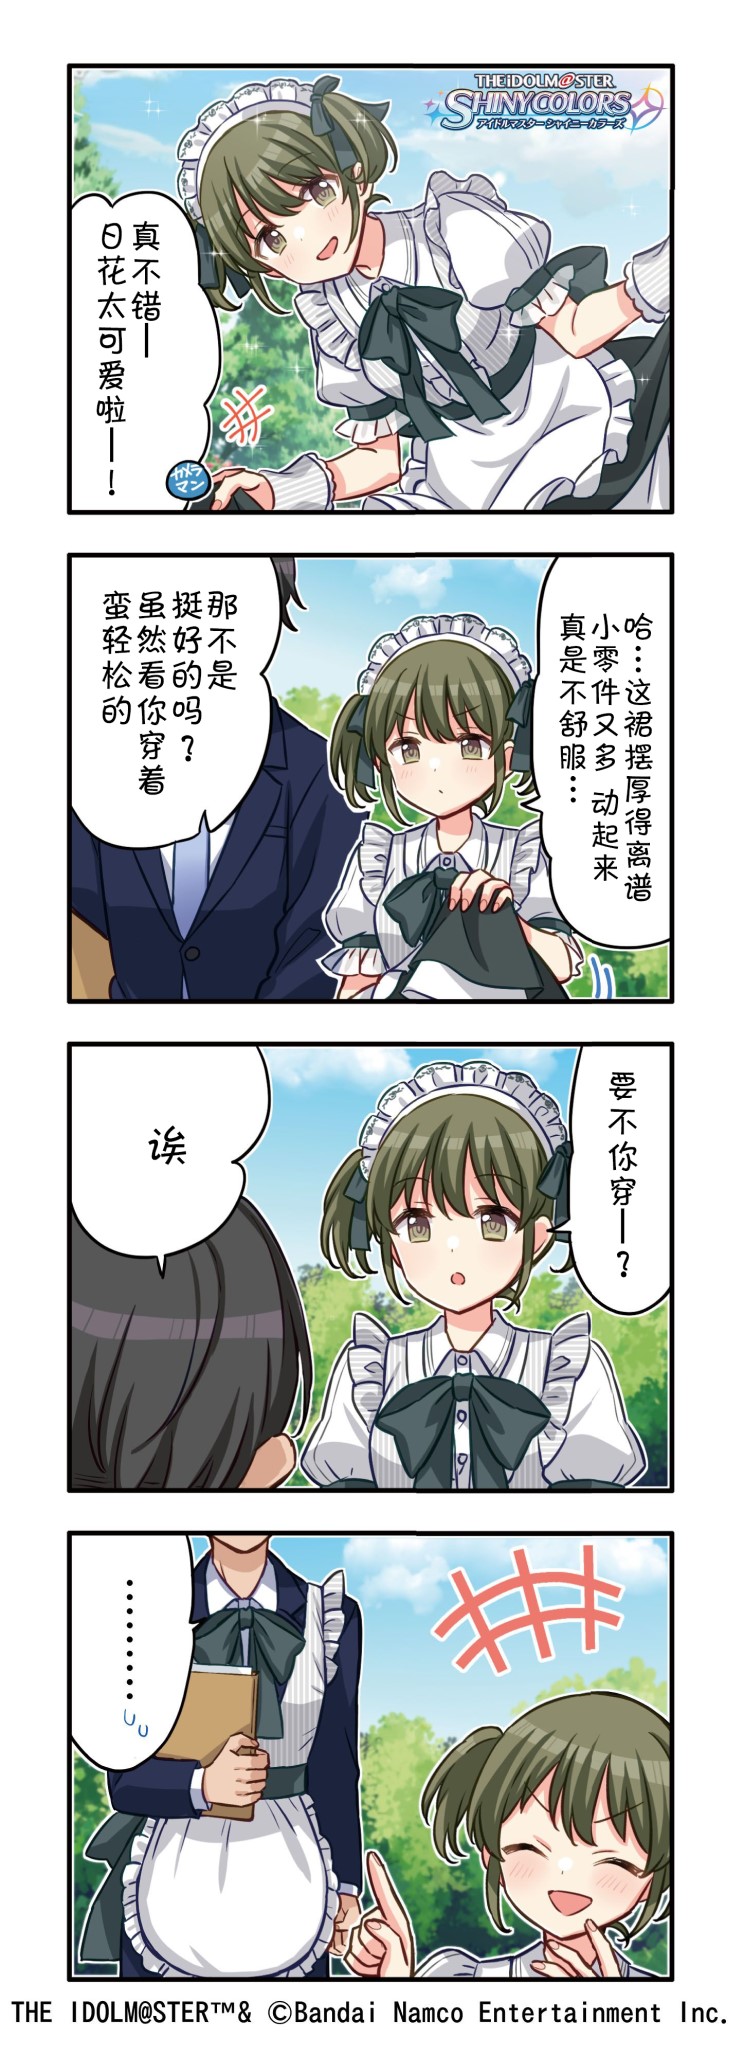 THE iDOLM@STER
SHINYCOLORS
アイドルマスター シャイニーカラーズ
真不错ー
日花太可爱啦ー！
カメラ
マン
哈…这裙摆厚得离谱
小零件又多 动起来
真是不舒服…
那不是
挺好的吗？
虽然看你穿着
蛮轻松的
要不你穿ー？
诶
………
THE IDOLM@STER™& ©Bandai Namco Entertainment Inc.